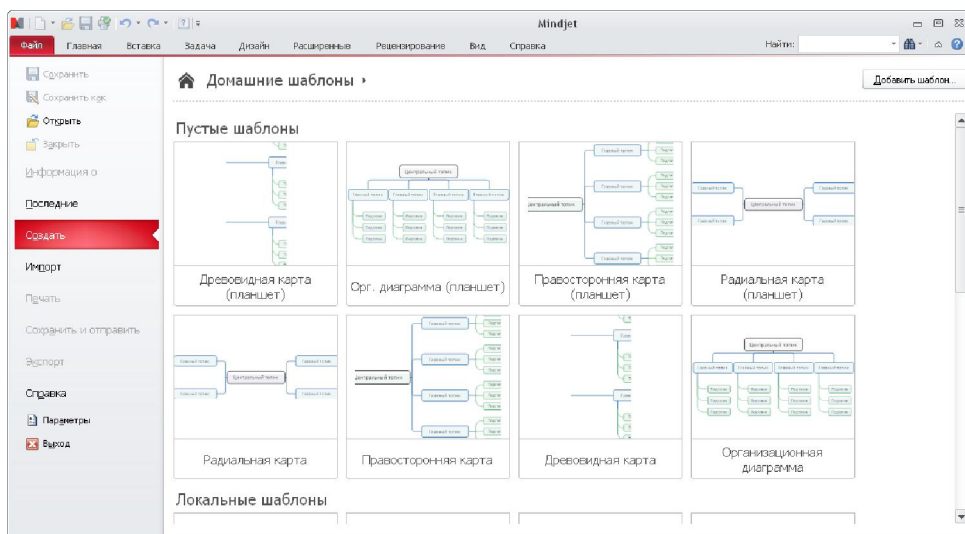 Mindjet
Файл Главная Вставка Задача Дизайн Расширенные Рецензирование Вид Справка Найти:
Сохранить
Сохранить как
Открыть
Закрыть
Информация о
Последние
Создать
Импорт
Печать
Сохранить и отправить
Экспорт
Справка
Параметры
Выход
Домашние шаблоны
Добавить шаблон...
Пустые шаблоны
Центральный топик
Древовидная карта
(планшет)
Орг. диаграмма (планшет)
Правосторонняя карта
(планшет)
Радиальная карта
(планшет)
Радиальная карта
Правосторонняя карта
Древовидная карта
Организационная
диаграмма
Локальные шаблоны